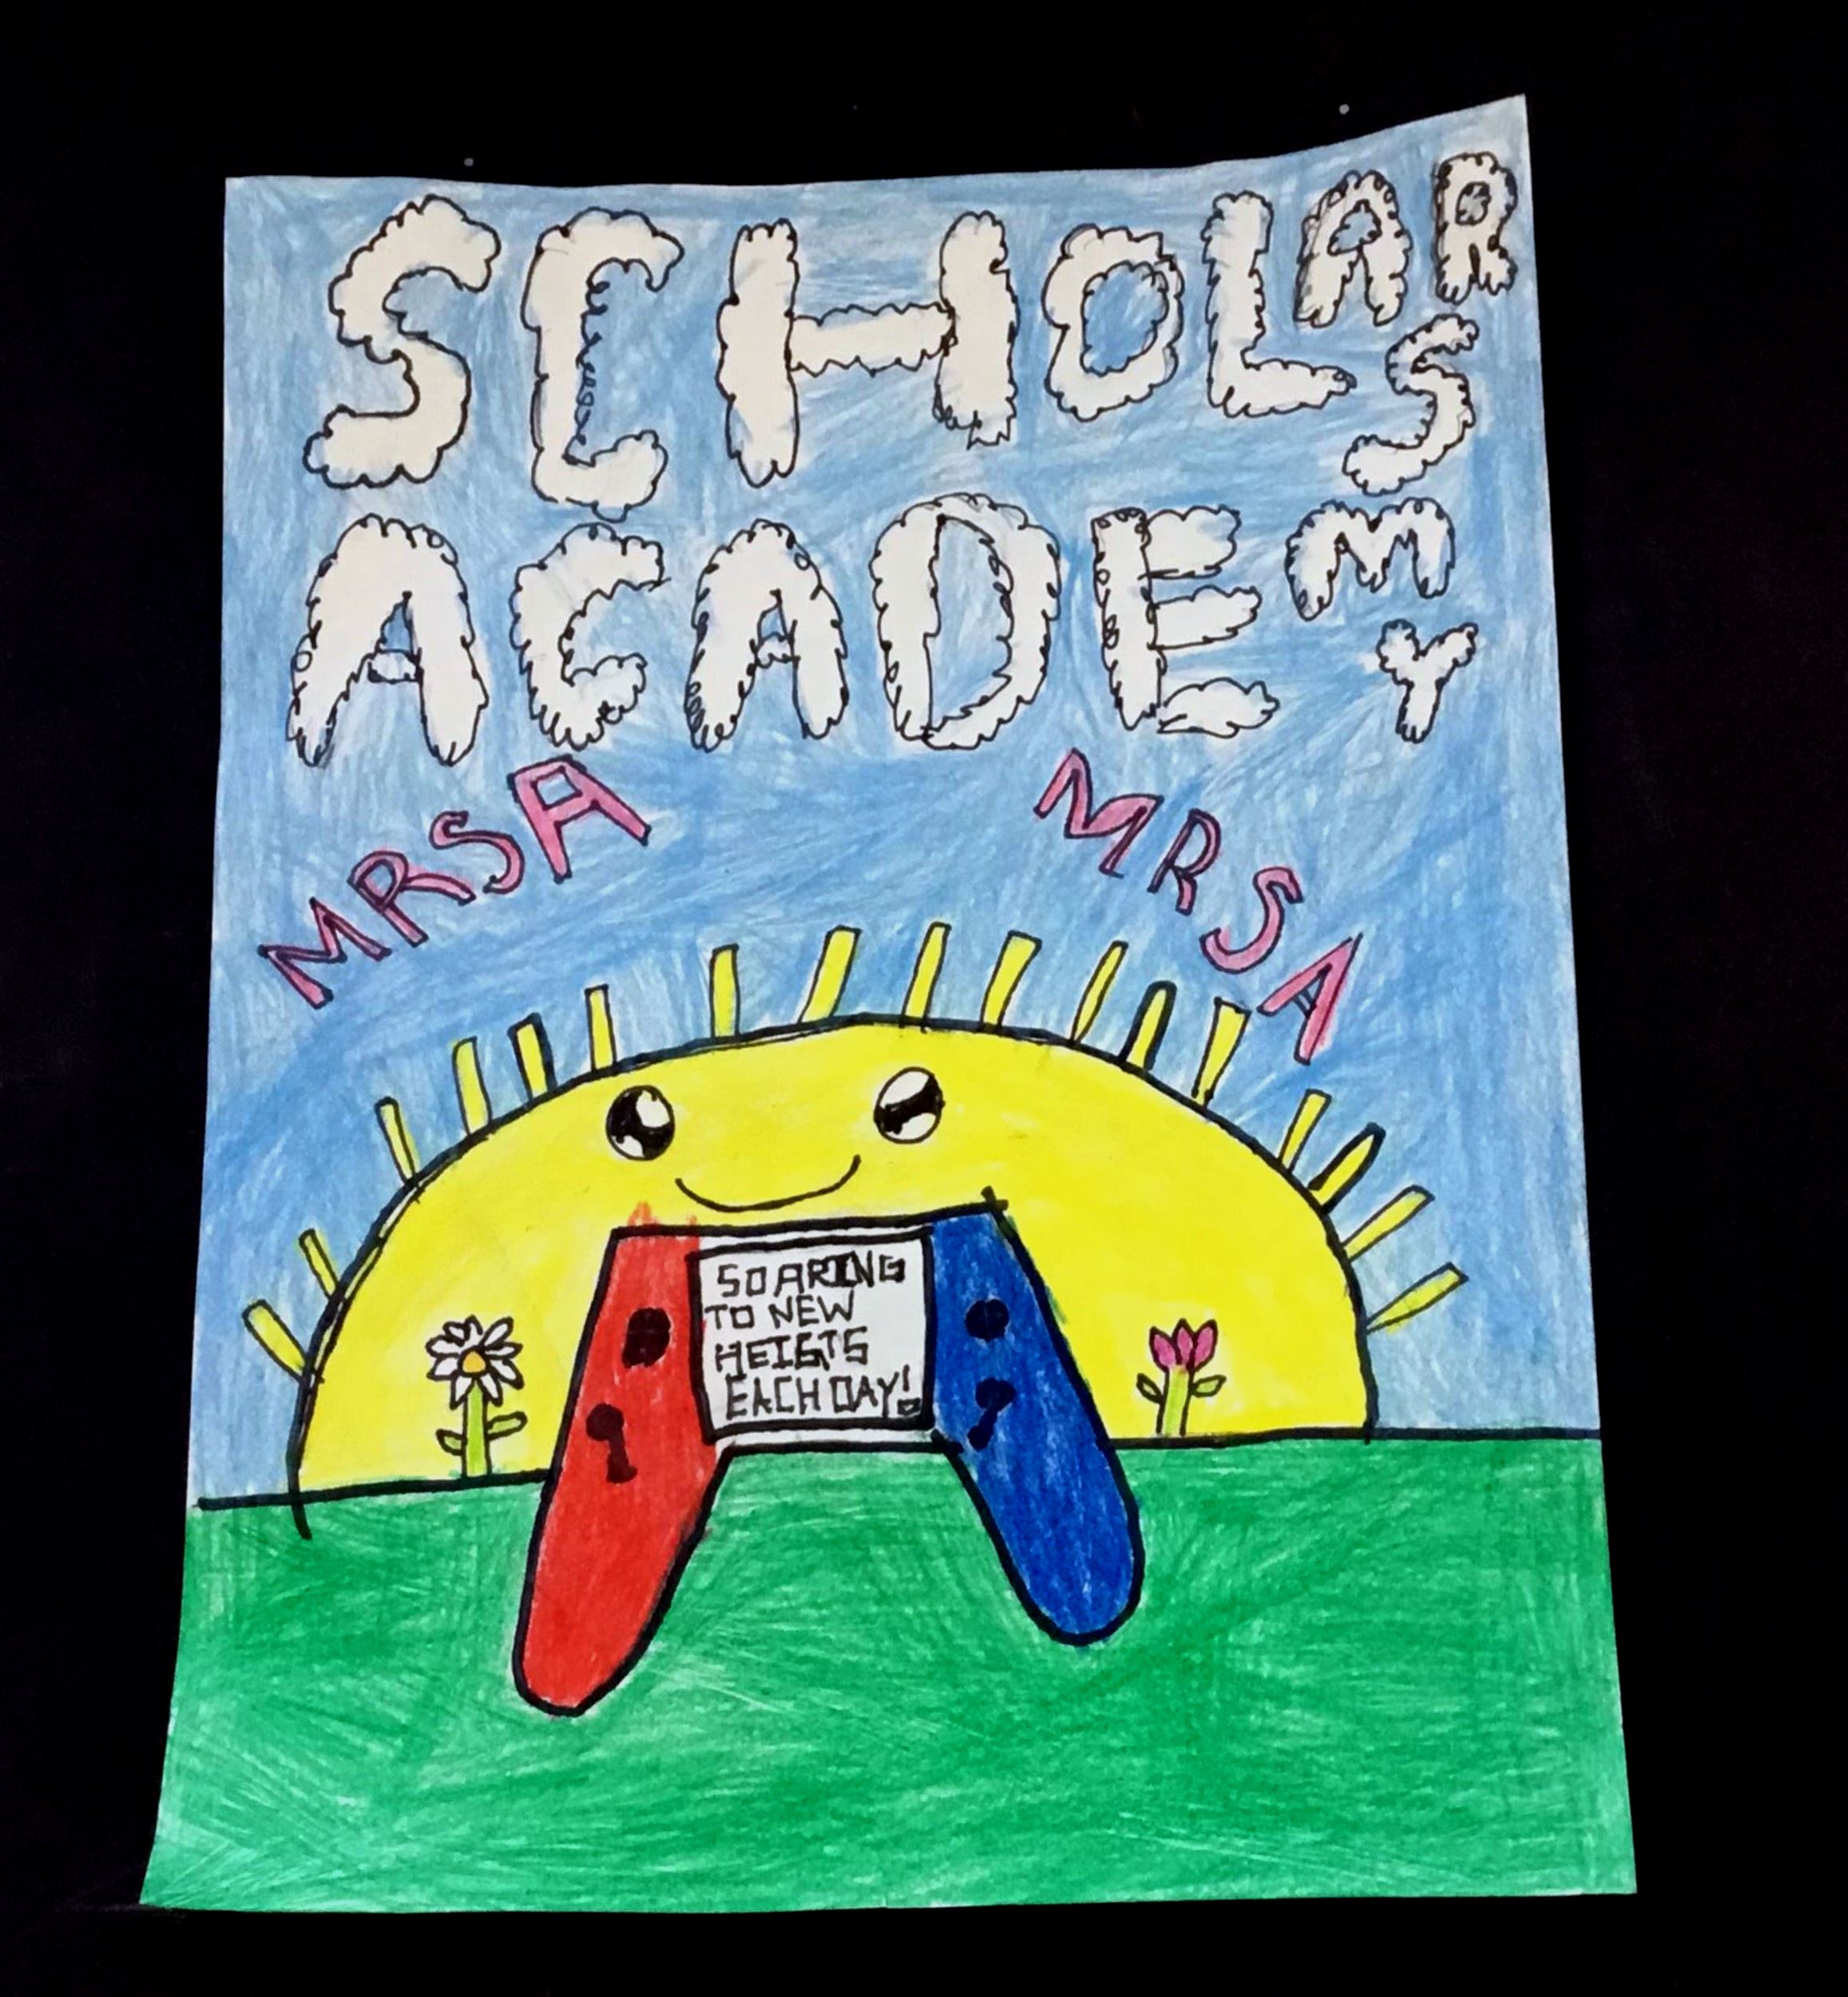 SCHOLARS
ACADEMY
MRSA MRSA
SOARING
TO NEW
HEIGTS
EACH DAY!